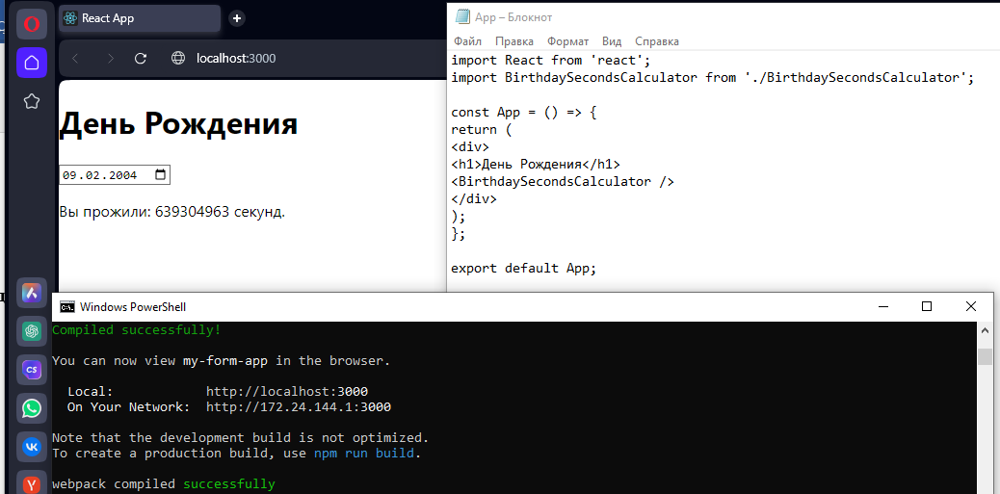 React App
localhost:3000
День Рождения
09.02.2004
Вы прожили: 639304963 секунд.
App – Блокнот
Файл Правка Формат Вид Справка
import React from 'react';
import BirthdaySecondsCalculator from './BirthdaySecondsCalculator';
const App = () => {
return (
<div>
<h1>День Рождения</h1>
<BirthdaySecondsCalculator />
</div>
);
};
export default App;
Windows PowerShell
Compiled successfully!
You can now view my-form-app in the browser.
Local: http://localhost:3000
On Your Network: http://172.24.144.1:3000
Note that the development build is not optimized.
To create a production build, use npm run build.
webpack compiled successfully